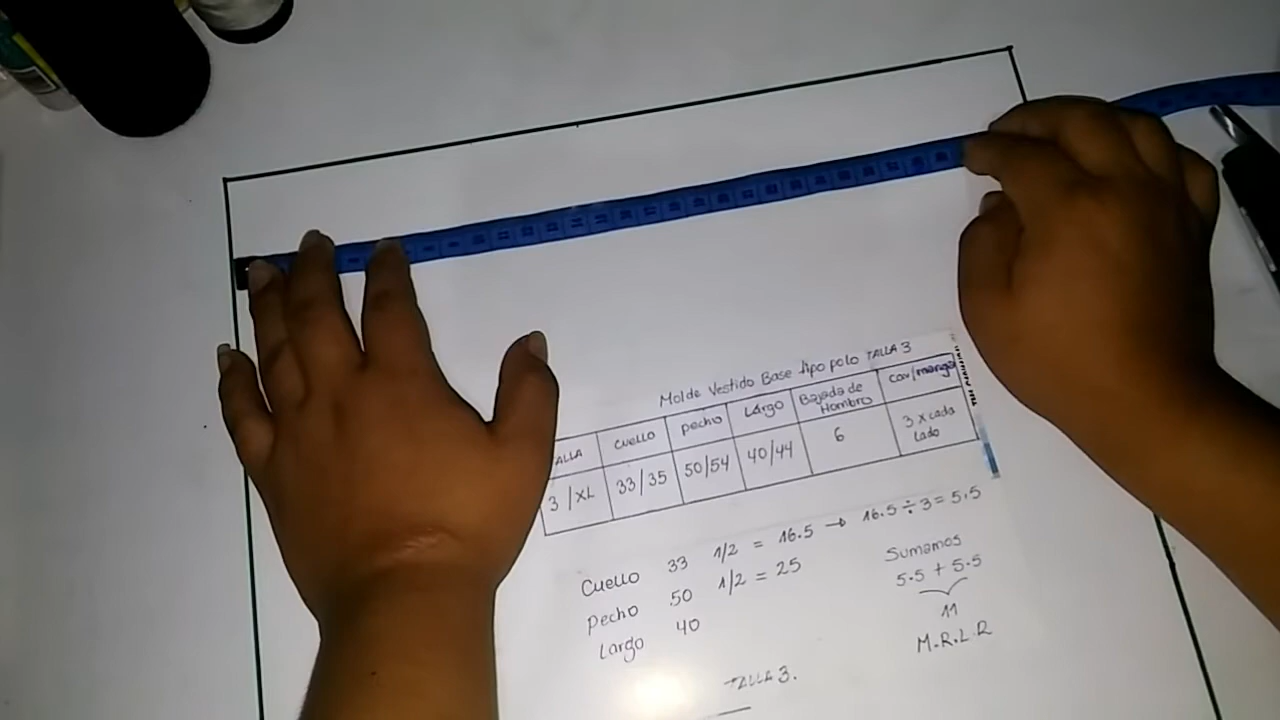 Molde Vestido Base tipo polo TALLA 3
ALLA cuello pecho Largo Bajada de Hombro cav/manga
3/XL 33/35 50/54 40/44 6 3 x cada lado
Cuello 33 1/2 = 16.5 → 16.5 ÷ 3 = 5.5
pecho 50 1/2 = 25
Largo 40
Sumamos
5.5 + 5.5
11
M.R.L.R
TALLA 3.